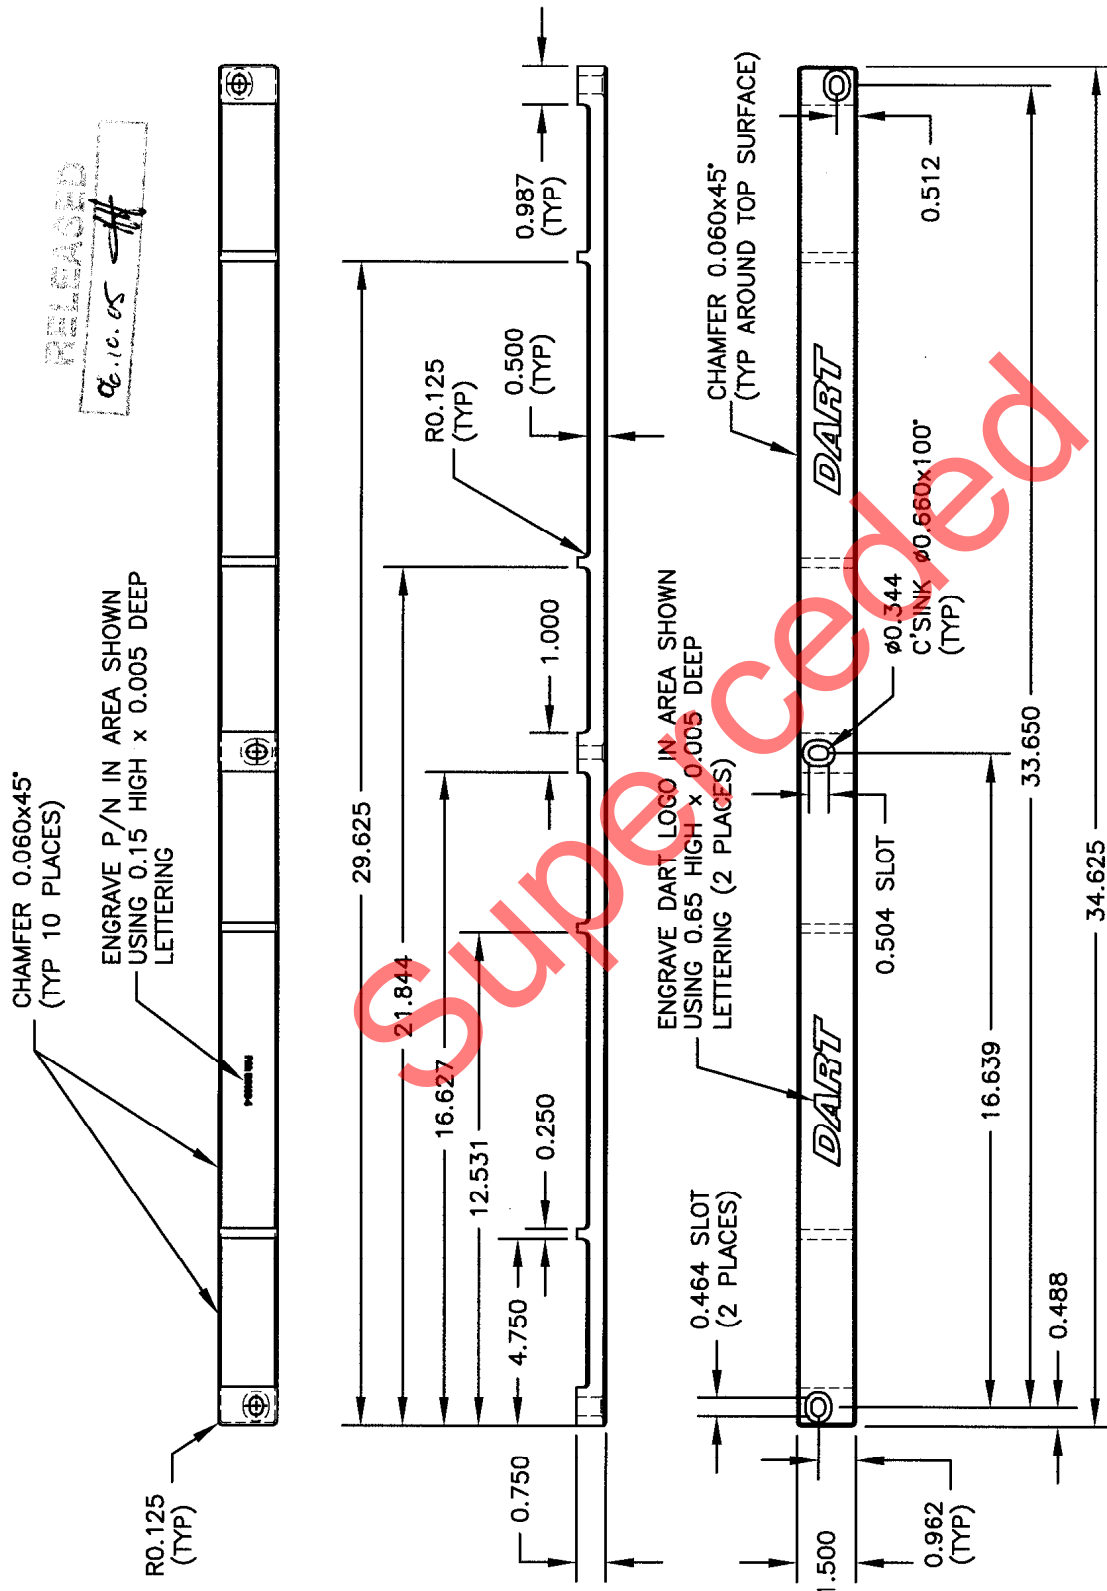 RELEASED
CHAMFER 0.060x45°
(TYP 10 PLACES)
ENGRAVE P/N IN AREA SHOWN
USING 0.15 HIGH x 0.005 DEEP
LETTERING
R0.125
(TYP)
29.625
21.844
16.627
12.531
4.750
0.250
1.000
R0.125
(TYP)
0.500
(TYP)
0.987
(TYP)
0.750
Superceded
ENGRAVE DART LOGO IN AREA SHOWN
USING 0.65 HIGH x 0.005 DEEP
LETTERING (2 PLACES)
CHAMFER 0.060x45°
(TYP AROUND TOP SURFACE)
0.464 SLOT
(2 PLACES)
DART
DART
0.504 SLOT
ø0.344
C'SINK ø0.660x100°
(TYP)
0.512
1.500
0.962
(TYP)
16.639
33.650
0.488
34.625